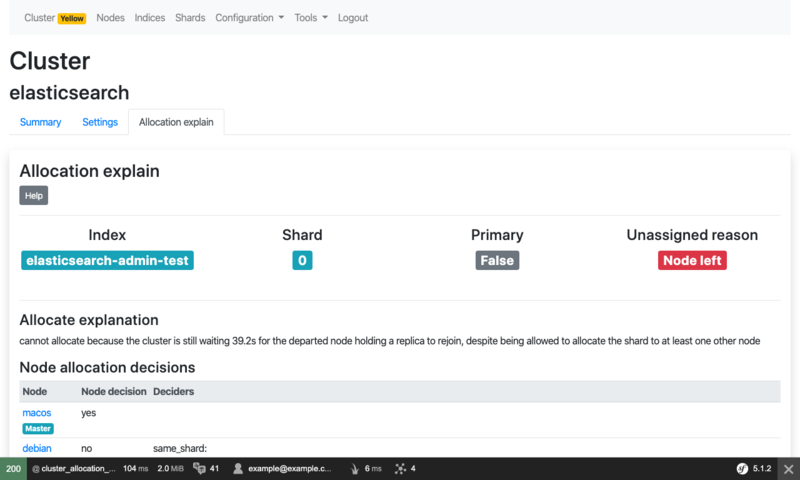 Cluster Yellow Nodes Indices Shards Configuration Tools Logout
Cluster
elasticsearch
Summary Settings Allocation explain
Allocation explain
Help
Index Shard Primary Unassigned reason
elasticsearch-admin-test 0 False Node left
Allocate explanation
cannot allocate because the cluster is still waiting 39.2s for the departed node holding a replica to rejoin, despite being allowed to allocate the shard to at least one other node
Node allocation decisions
Node Node decision Deciders
macos yes
Master
debian no same_shard:
200 @ cluster_allocation_... 104 ms 2.0 MiB 41 example@example.c... 6 ms 4 sf 5.1.2